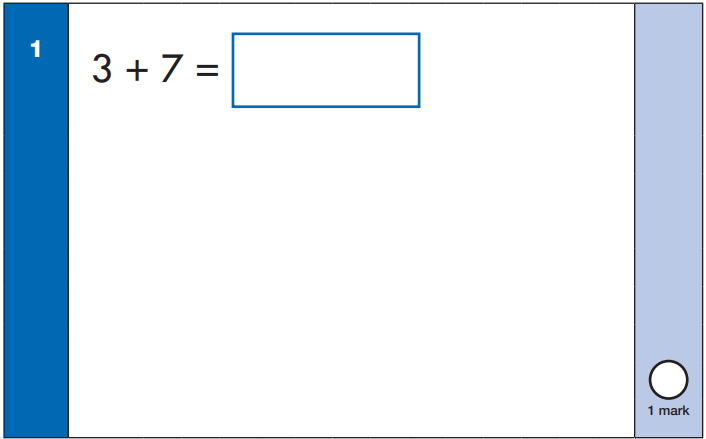 1
3 + 7 =
1 mark